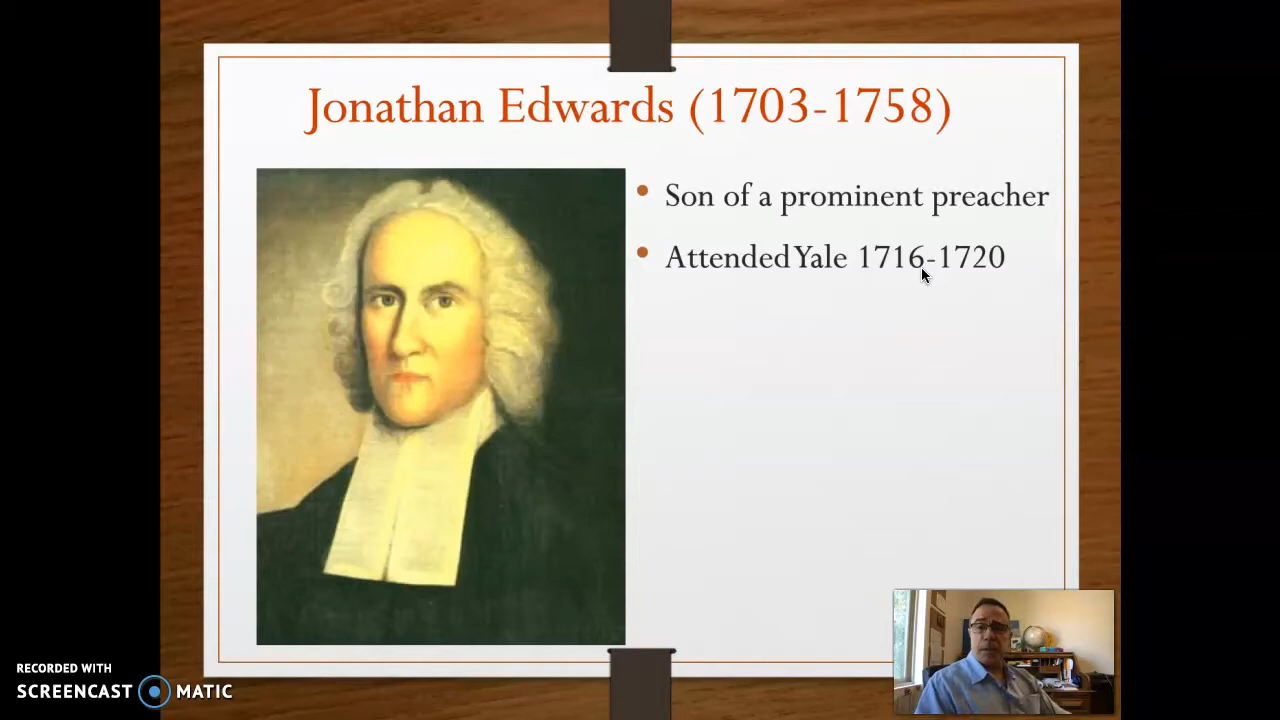 Jonathan Edwards (1703-1758)
Son of a prominent preacher
Attended Yale 1716-1720
RECORDED WITH
SCREENCAST MATIC